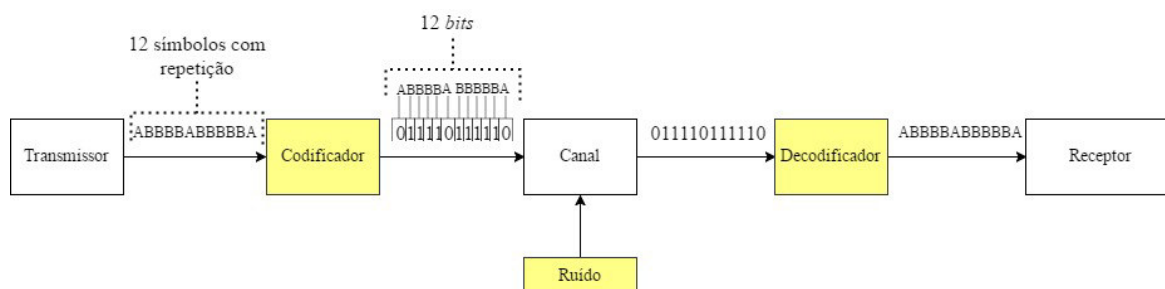 12 bits
12 símbolos com
repetição
ABBBBA BBBBBA
ABBBBABBBBBA
011110111110
011110111110
ABBBBABBBBBA
Transmissor
Codificador
Canal
Decodificador
Receptor
Ruído